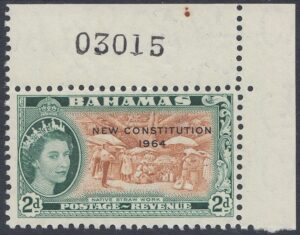 03015
BAHAMAS
NEW CONSTITUTION
1964
NATIVE STRAW WORK
2d POSTAGE-REVENUE 2d